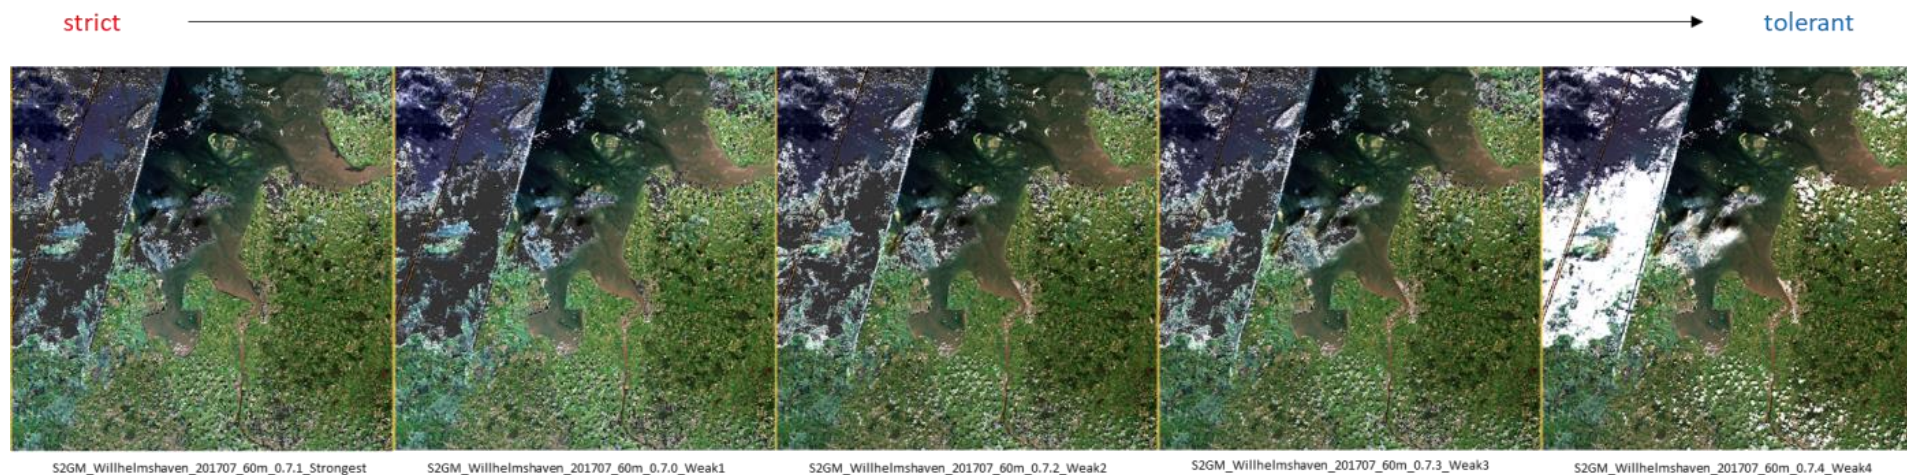 strict
tolerant
S2GM_Willhelmshaven_201707_60m_0.7.1_Strongest
S2GM_Willhelmshaven_201707_60m_0.7.0_Weak1
S2GM_Willhelmshaven_201707_60m_0.7.2_Weak2
S2GM_Willhelmshaven_201707_60m_0.7.3_Weak3
S2GM_Willhelmshaven_201707_60m_0.7.4_Weak4